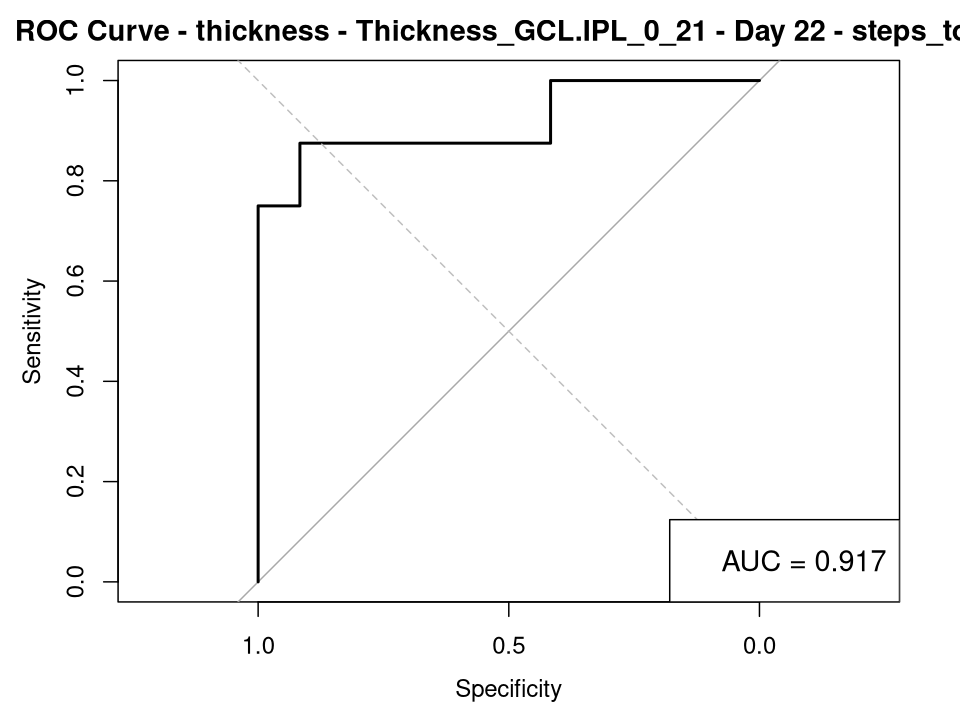 ROC Curve - thickness - Thickness_GCL.IPL_0_21 - Day 22 - steps_to
1.0
0.8
0.6
0.4
0.2
0.0
Sensitivity
AUC = 0.917
1.0 0.5 0.0
Specificity